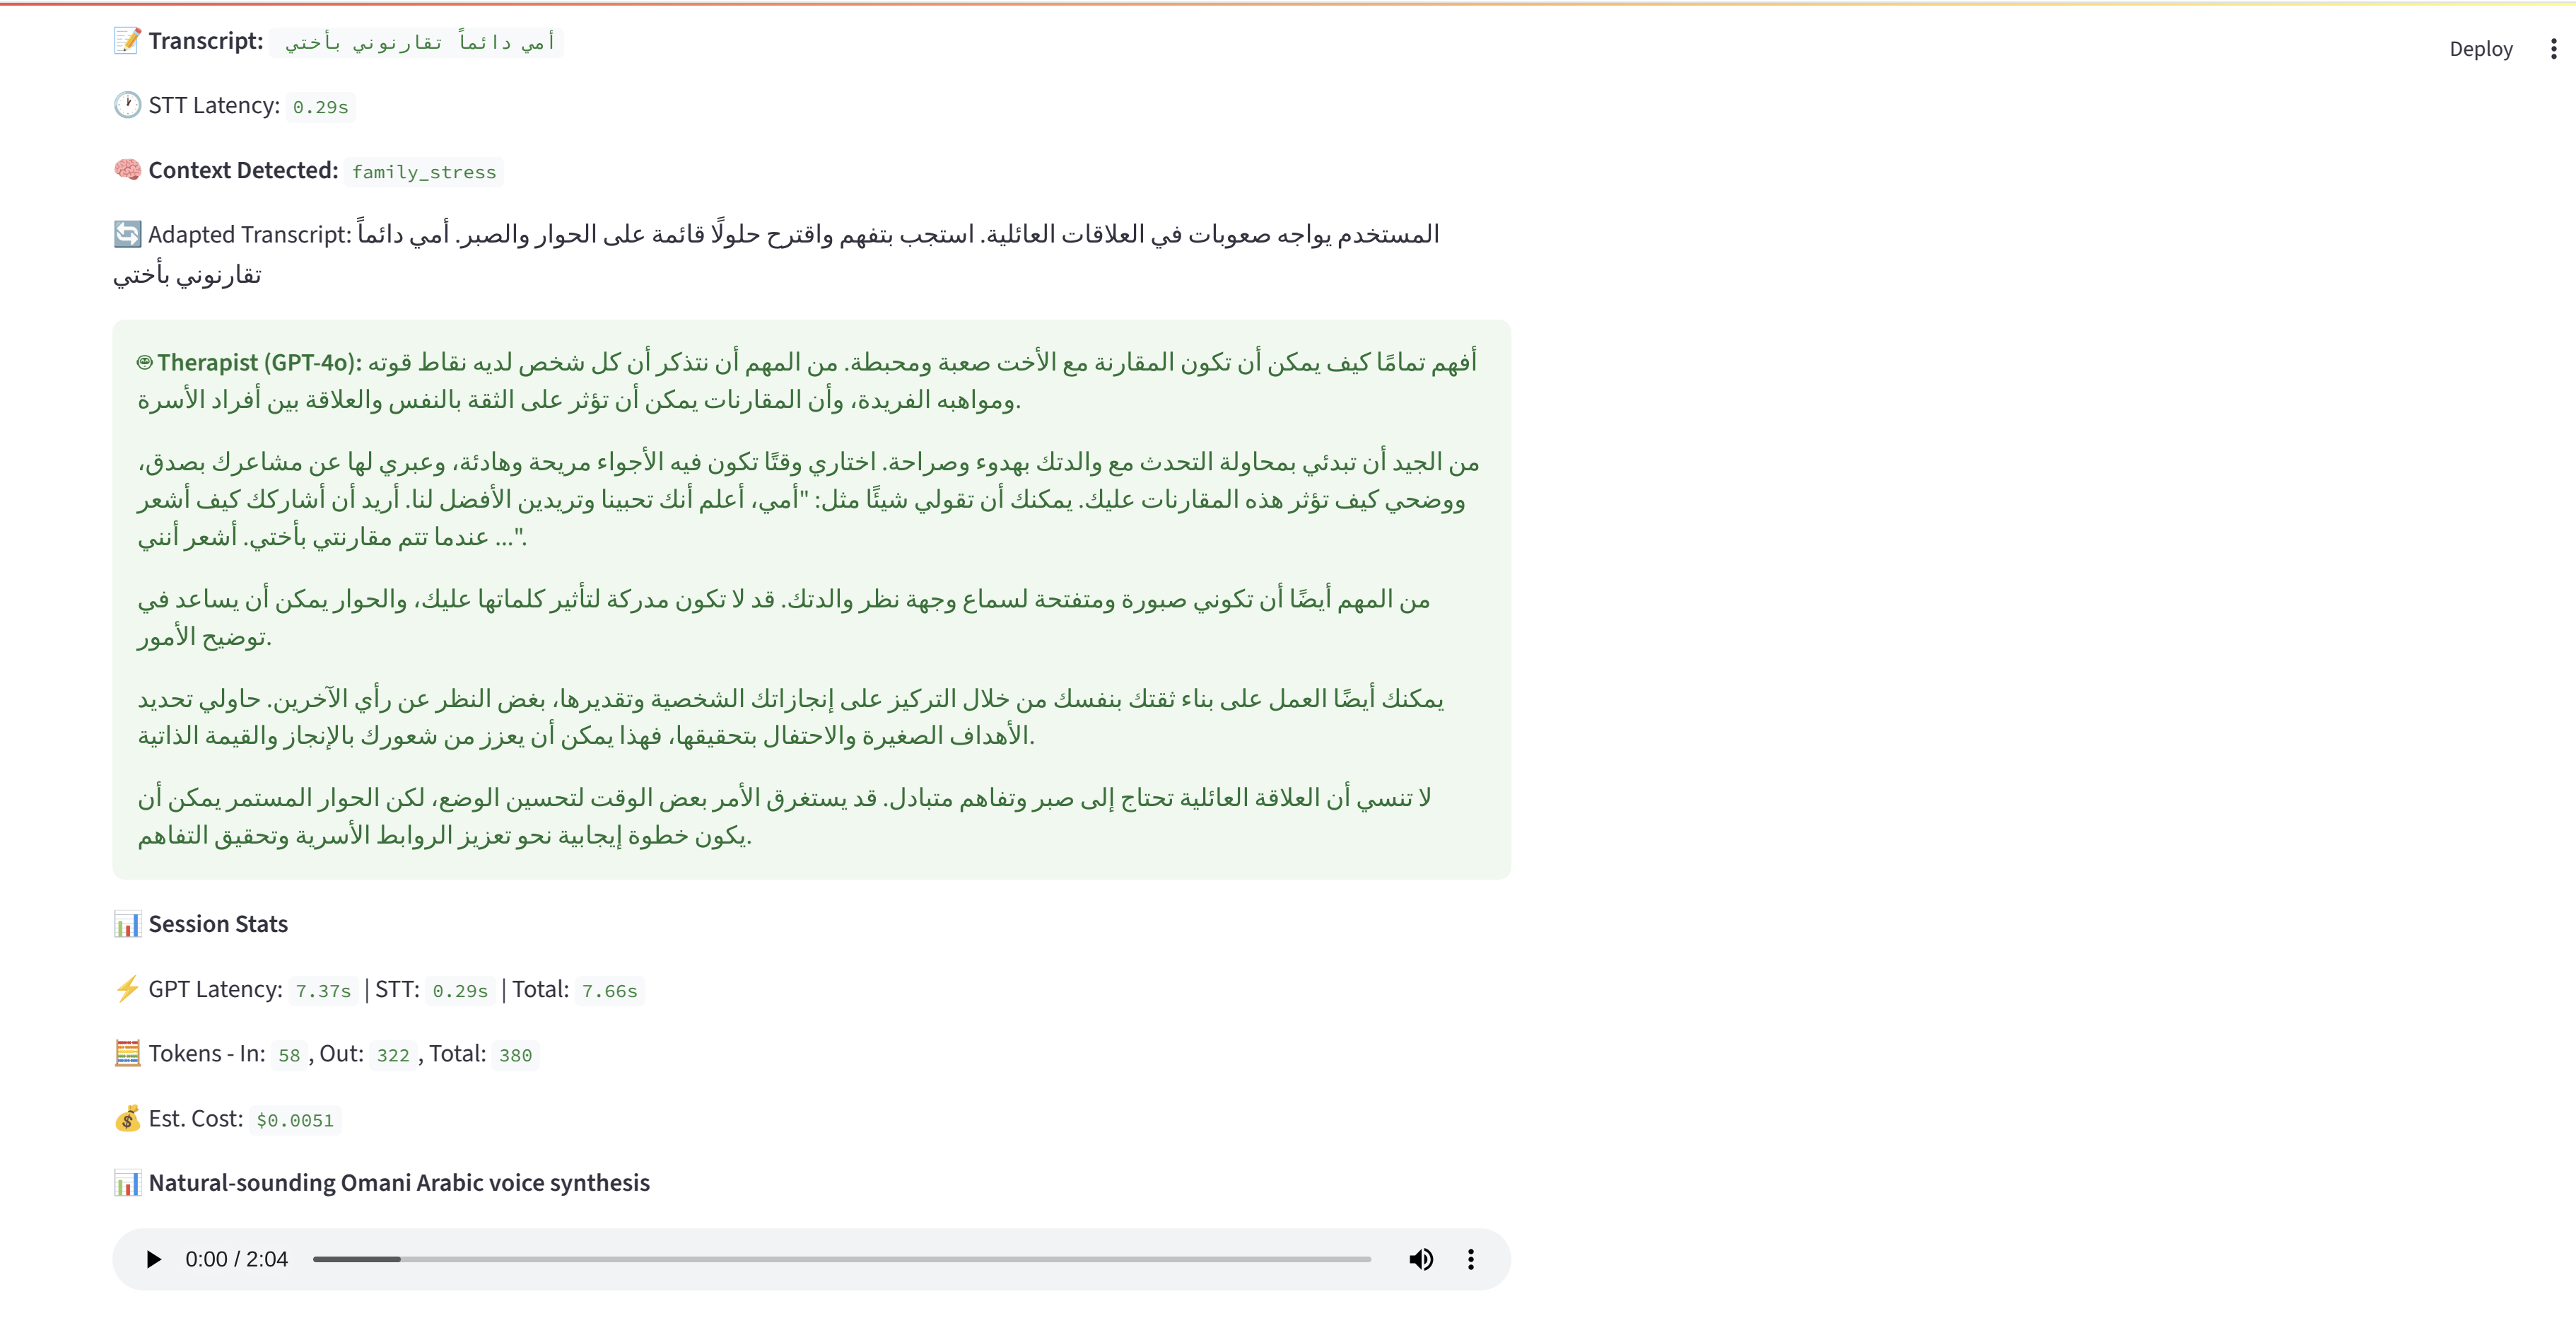 📝 Transcript: أمي دائماً تقارنوني بأختي
Deploy
🕐 STT Latency: 0.29s
🧠 Context Detected: family_stress
🔄 Adapted Transcript: المستخدم يواجه صعوبات في العلاقات العائلية. استجب بتفهم واقترح حلولًا قائمة على الحوار والصبر. أمي دائماً
تقارنوني بأختي
Therapist (GPT-4o): أفهم تمامًا كيف يمكن أن تكون المقارنة مع الأخت صعبة ومحبطة. من المهم أن نتذكر أن كل شخص لديه نقاط قوته
ومواهبه الفريدة، وأن المقارنات يمكن أن تؤثر على الثقة بالنفس والعلاقة بين أفراد الأسرة.
من الجيد أن تبدئي بمحاولة التحدث مع والدتك بهدوء وصراحة. اختاري وقتًا تكون فيه الأجواء مريحة وهادئة، وعبري لها عن مشاعرك بصدق،
ووضحي كيف تؤثر هذه المقارنات عليك. يمكنك أن تقولي شيئًا مثل: "أمي، أعلم أنك تحبينا وتريدين الأفضل لنا. أريد أن أشاركك كيف أشعر
عندما تتم مقارنتي بأختي. أشعر أنني ...".
من المهم أيضًا أن تكوني صبورة ومتفتحة لسماع وجهة نظر والدتك. قد لا تكون مدركة لتأثير كلماتها عليك، والحوار يمكن أن يساعد في
توضيح الأمور.
يمكنك أيضًا العمل على بناء ثقتك بنفسك من خلال التركيز على إنجازاتك الشخصية وتقديرها، بغض النظر عن رأي الآخرين. حاولي تحديد
الأهداف الصغيرة والاحتفال بتحقيقها، فهذا يمكن أن يعزز من شعورك بالإنجاز والقيمة الذاتية.
لا تنسي أن العلاقة العائلية تحتاج إلى صبر وتفاهم متبادل. قد يستغرق الأمر بعض الوقت لتحسين الوضع، لكن الحوار المستمر يمكن أن
يكون خطوة إيجابية نحو تعزيز الروابط الأسرية وتحقيق التفاهم.
📊 Session Stats
⚡ GPT Latency: 7.37s | STT: 0.29s | Total: 7.66s
🧮 Tokens - In: 58 , Out: 322 , Total: 380
💰 Est. Cost: $0.0051
📊 Natural-sounding Omani Arabic voice synthesis
0:00 / 2:04